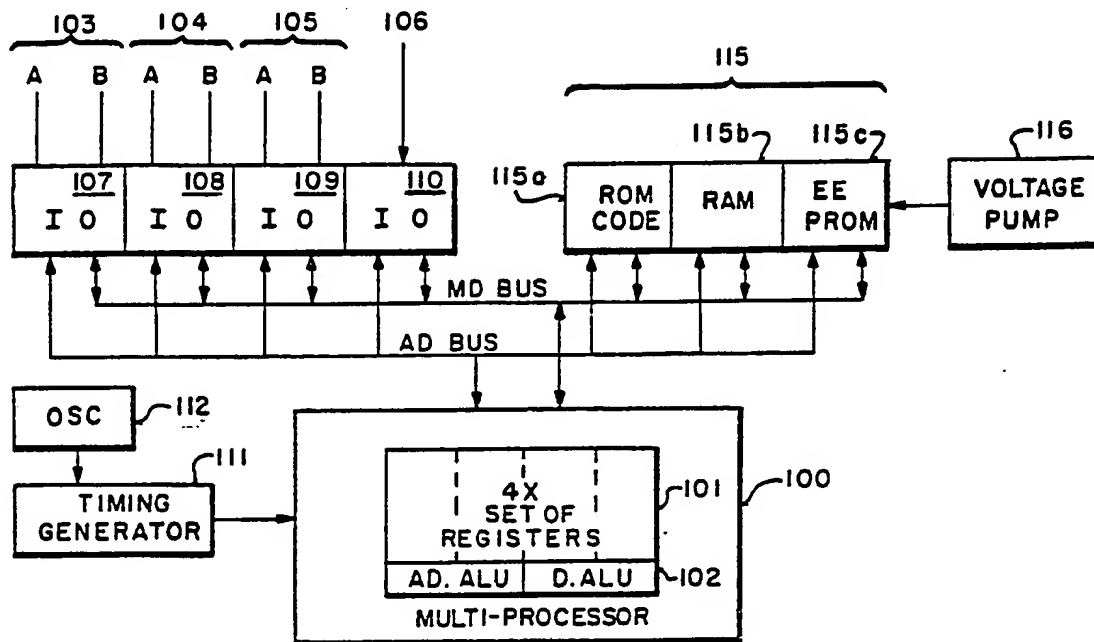 103 104 105 106
A B A B A B
115
115b 115c 116
107 108 109 110
I O I O I O I O
115a
ROM CODE
RAM
EE PROM
VOLTAGE PUMP
MD BUS
AD BUS
OSC
112
111
TIMING GENERATOR
4X
SET OF
REGISTERS
101
100
AD. ALU D. ALU
102
MULTI-PROCESSOR